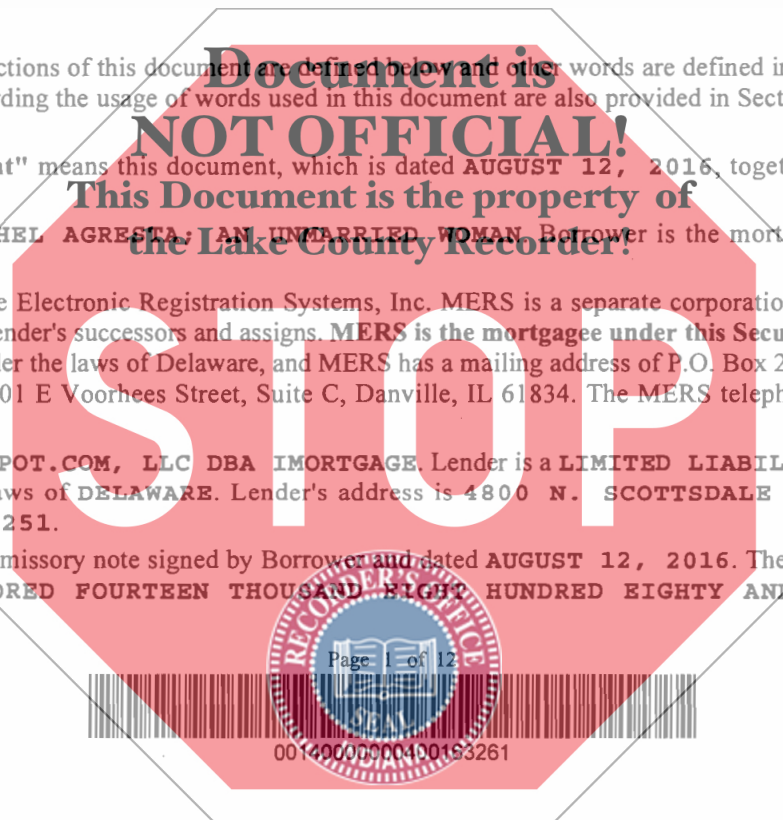 Document is
ctions of this document are defined below and other words are defined i
rding the usage of words used in this document are also provided in Sect
NOT OFFICIAL!
nt" means this document, which is dated AUGUST 12, 2016, toget
This Document is the property of
HEL AGRESTA; AN UNMARRIED WOMAN. Borrower is the mort
the Lake County Recorder!
e Electronic Registration Systems, Inc. MERS is a separate corporatio
ender's successors and assigns. MERS is the mortgagee under this Secu
er the laws of Delaware, and MERS has a mailing address of P.O. Box 2
01 E Voorhees Street, Suite C, Danville, IL 61834. The MERS teleph
STOP
POT.COM, LLC DBA IMORTGAGE. Lender is a LIMITED LIABIL
aws of DELAWARE. Lender's address is 4800 N. SCOTTSDALE
251.
missory note signed by Borrower and dated AUGUST 12, 2016. The
RED FOURTEEN THOUSAND EIGHT HUNDRED EIGHTY AN
RECORDER'S OFFICE
Page 1 of 12
SEAL
INDIANA